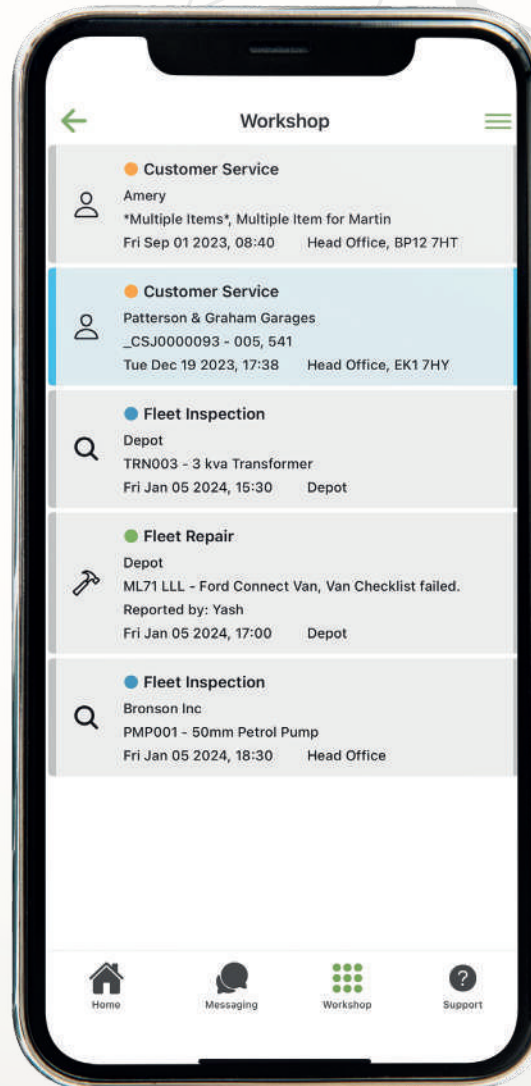 Workshop
Customer Service
Amery
*Multiple Items*, Multiple Item for Martin
Fri Sep 01 2023, 08:40 Head Office, BP12 7HT
Customer Service
Patterson & Graham Garages
_CSJ0000093 - 005, 541
Tue Dec 19 2023, 17:38 Head Office, EK1 7HY
Fleet Inspection
Depot
TRN003 - 3 kva Transformer
Fri Jan 05 2024, 15:30 Depot
Fleet Repair
Depot
ML71 LLL - Ford Connect Van, Van Checklist failed.
Reported by: Yash
Fri Jan 05 2024, 17:00 Depot
Fleet Inspection
Bronson Inc
PMP001 - 50mm Petrol Pump
Fri Jan 05 2024, 18:30 Head Office
Home Messaging Workshop Support